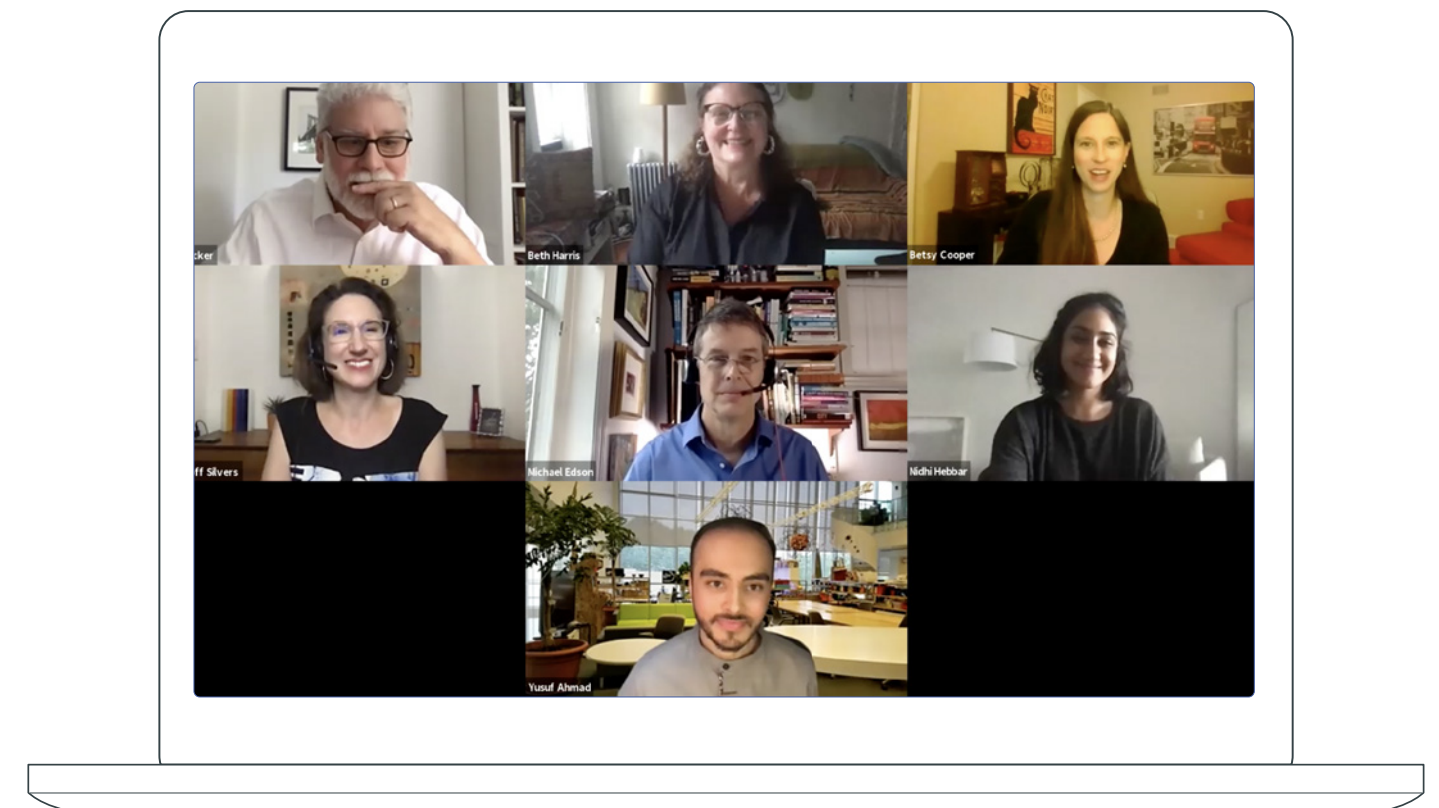 cker
Beth Harris
Betsy Cooper
ff Silvers
Michael Edson
Nidhi Hebbar
Yusuf Ahmad